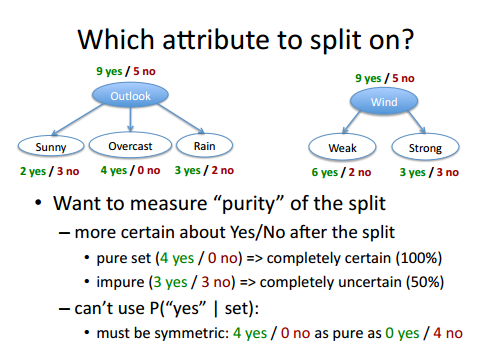 Which attribute to split on?
9 yes / 5 no
Outlook
Sunny
Overcast
Rain
2 yes / 3 no
4 yes / 0 no
3 yes / 2 no
9 yes / 5 no
Wind
Weak
Strong
6 yes / 2 no
3 yes / 3 no
• Want to measure “purity” of the split
– more certain about Yes/No after the split
• pure set (4 yes / 0 no) => completely certain (100%)
• impure (3 yes / 3 no) => completely uncertain (50%)
– can’t use P(“yes” | set):
• must be symmetric: 4 yes / 0 no as pure as 0 yes / 4 no